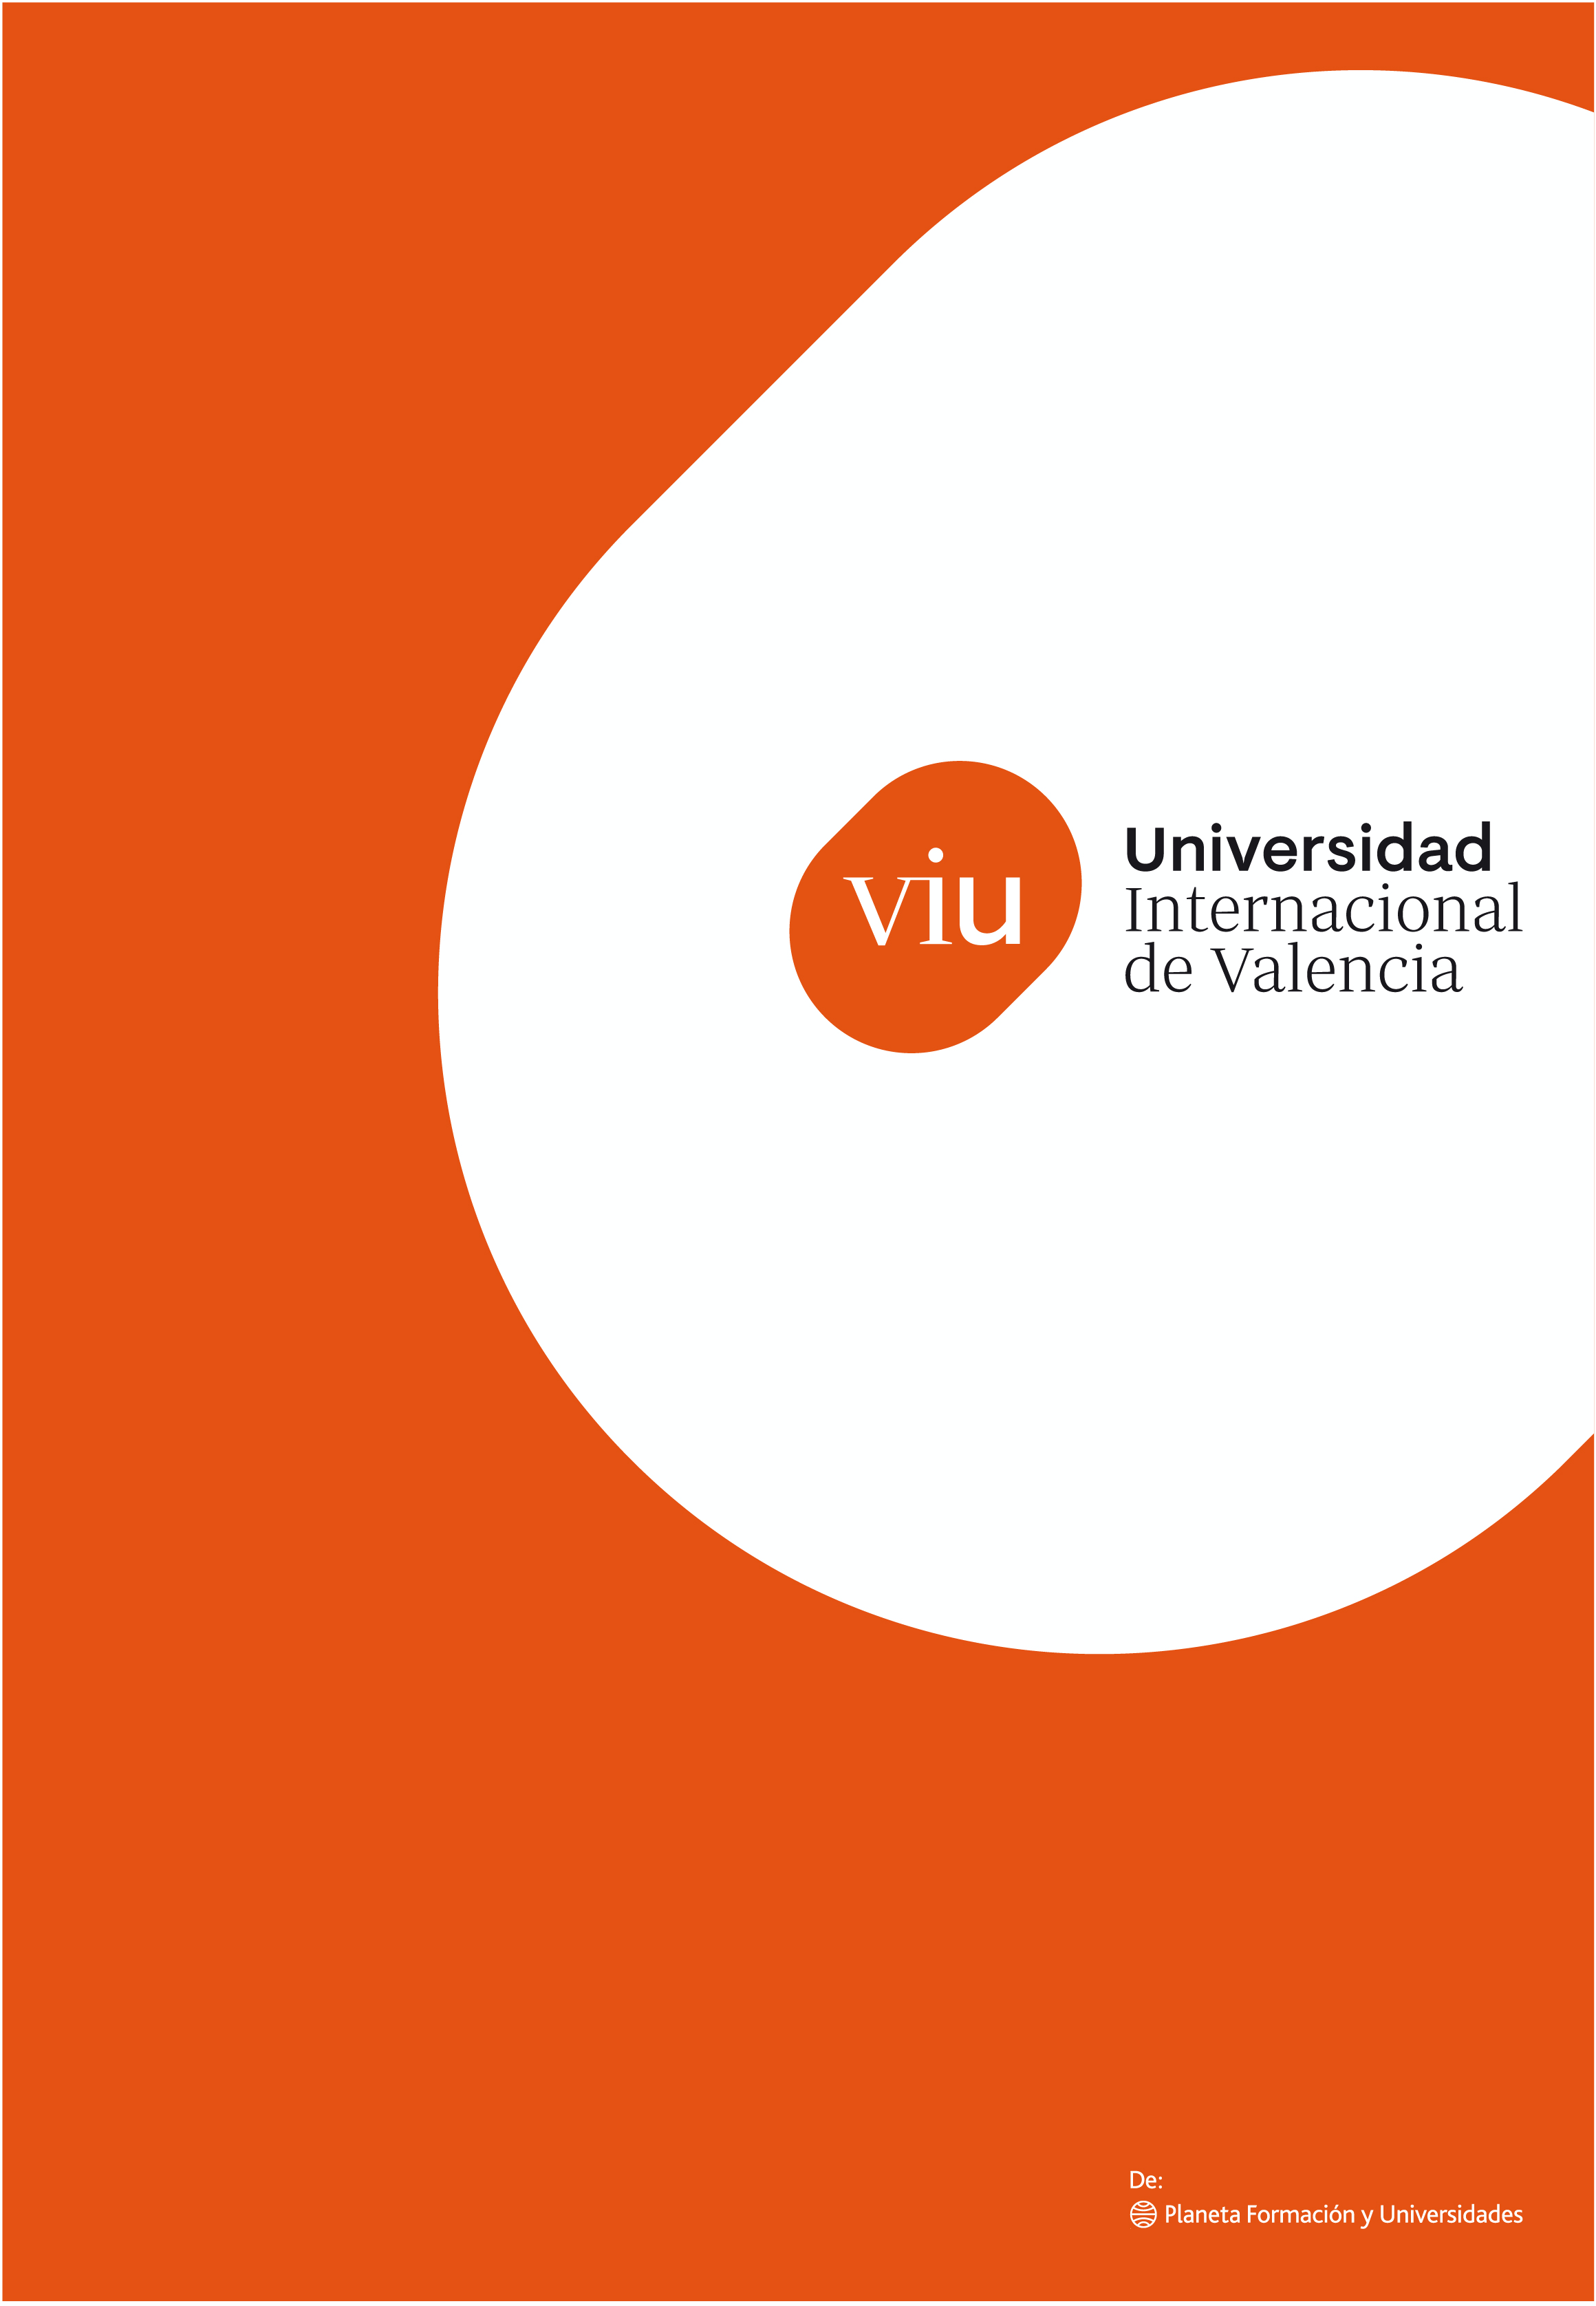 viu
Universidad
Internacional
de Valencia
De:
Planeta Formación y Universidades